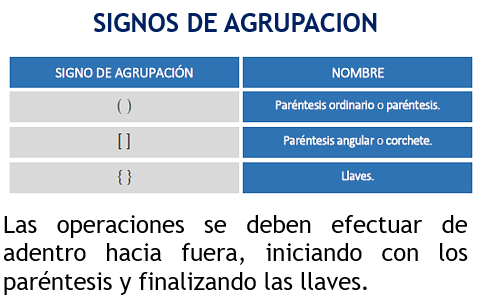 SIGNOS DE AGRUPACION
SIGNO DE AGRUPACIÓN NOMBRE
( ) Paréntesis ordinario o paréntesis.
[ ] Paréntesis angular o corchete.
{ } Llaves.
Las operaciones se deben efectuar de
adentro hacia fuera, iniciando con los
paréntesis y finalizando las llaves.